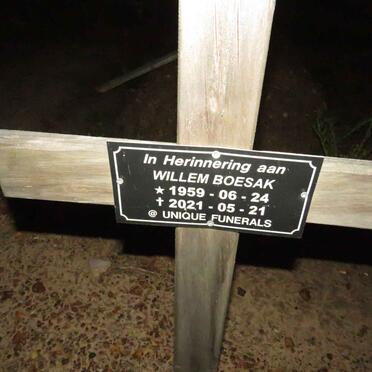 In Herinnering aan
WILLEM BOESAK
★ 1959 - 06 - 24
✝ 2021 - 05 - 21
@ UNIQUE FUNERALS